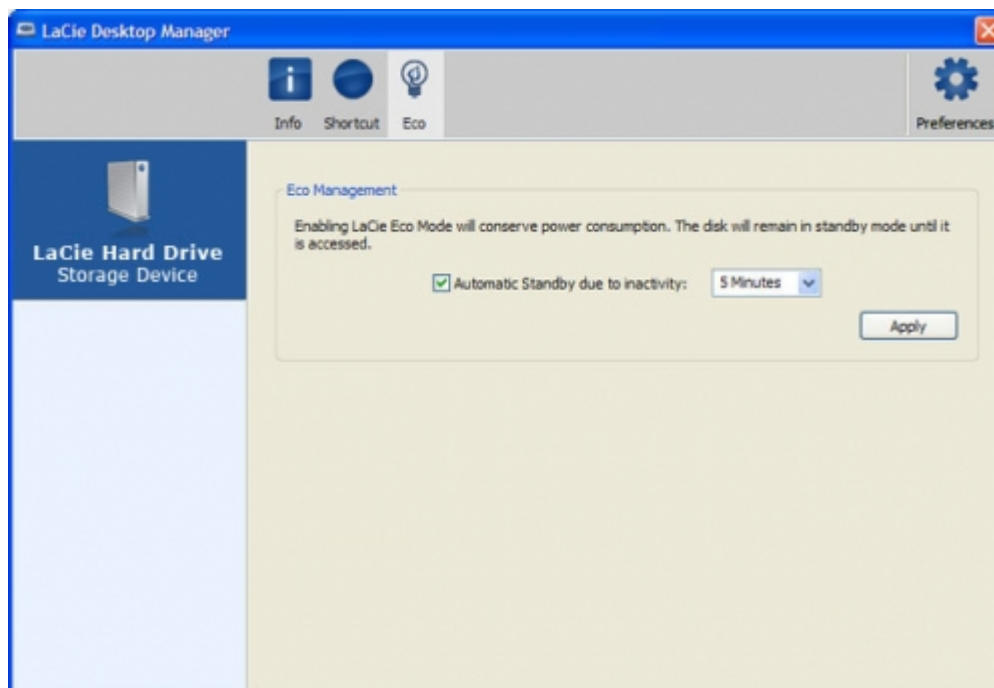 LaCie Desktop Manager
Info Shortcut Eco
Preferences
LaCie Hard Drive
Storage Device
Eco Management
Enabling LaCie Eco Mode will conserve power consumption. The disk will remain in standby mode until it
is accessed.
Automatic Standby due to inactivity: 5 Minutes
Apply